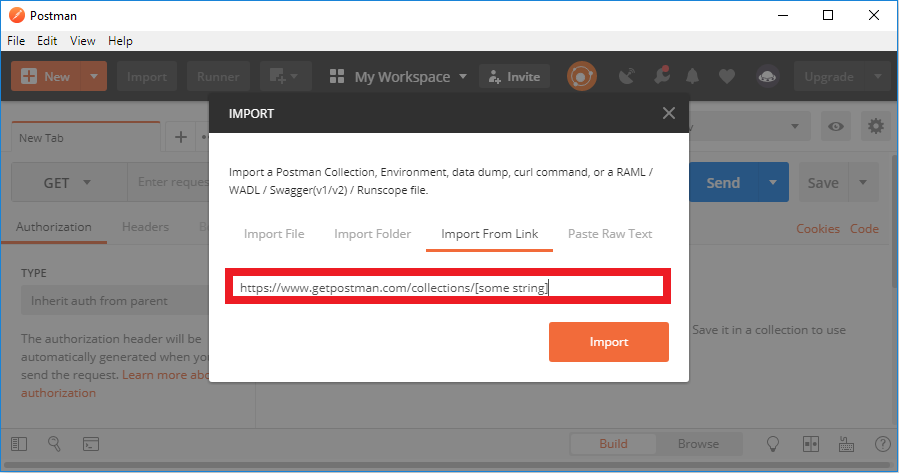 Postman
File Edit View Help
New Import Runner My Workspace Invite Upgrade
IMPORT
New Tab
Import a Postman Collection, Environment, data dump, curl command, or a RAML /
WADL / Swagger(v1/v2) / Runscope file.
GET Enter reque Send Save
Import File Import Folder Import From Link Paste Raw Text
Authorization Headers Cookies Code
TYPE
https://www.getpostman.com/collections/[some string]
Inherit auth from parent
Import
The authorization header will be
Save it in a collection to use
automatically generated when you
send the request. Learn more abo
authorization
Build Browse